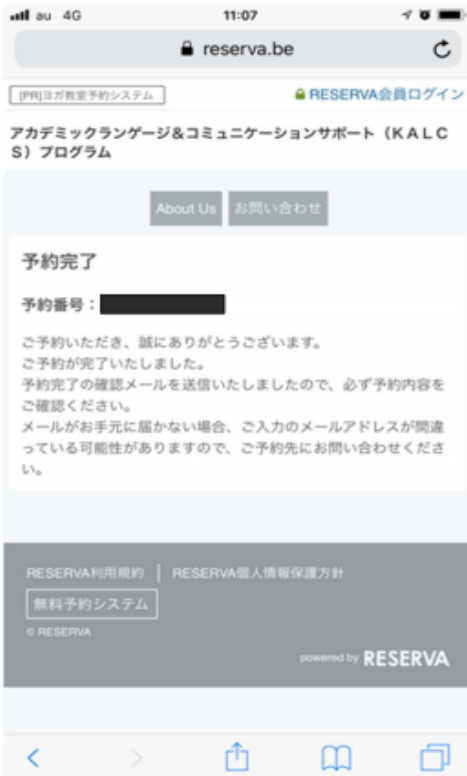 au 4G 11:07
reserva.be
[PR]ヨガ教室予約システム
RESERVA会員ログイン
アカデミックランゲージ&コミュニケーションサポート（ＫＡＬＣ
Ｓ）プログラム
About Us お問い合わせ
予約完了
予約番号：
ご予約いただき、誠にありがとうございます。
ご予約が完了いたしました。
予約完了の確認メールを送信いたしましたので、必ず予約内容を
ご確認ください。
メールがお手元に届かない場合、ご入力のメールアドレスが間違
っている可能性がありますので、ご予約先にお問い合わせくださ
い。
RESERVA利用規約 | RESERVA個人情報保護方針
無料予約システム
© RESERVA
powered by RESERVA